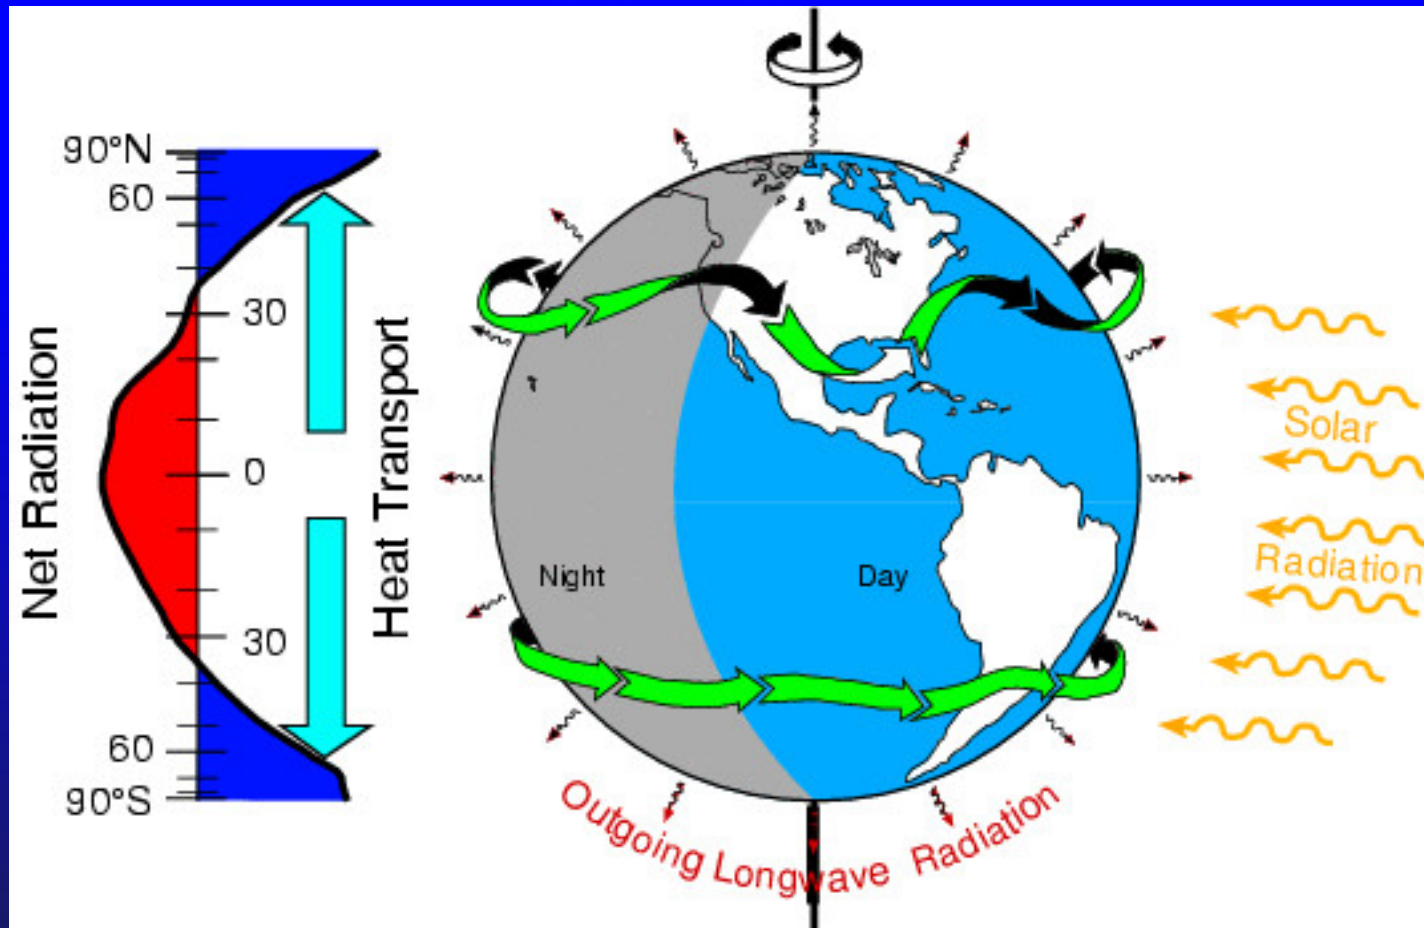 90°N
60
30
0
30
60
90°S
Net Radiation
Heat Transport
Night
Day
Solar
Radiation
Outgoing Longwave Radiation